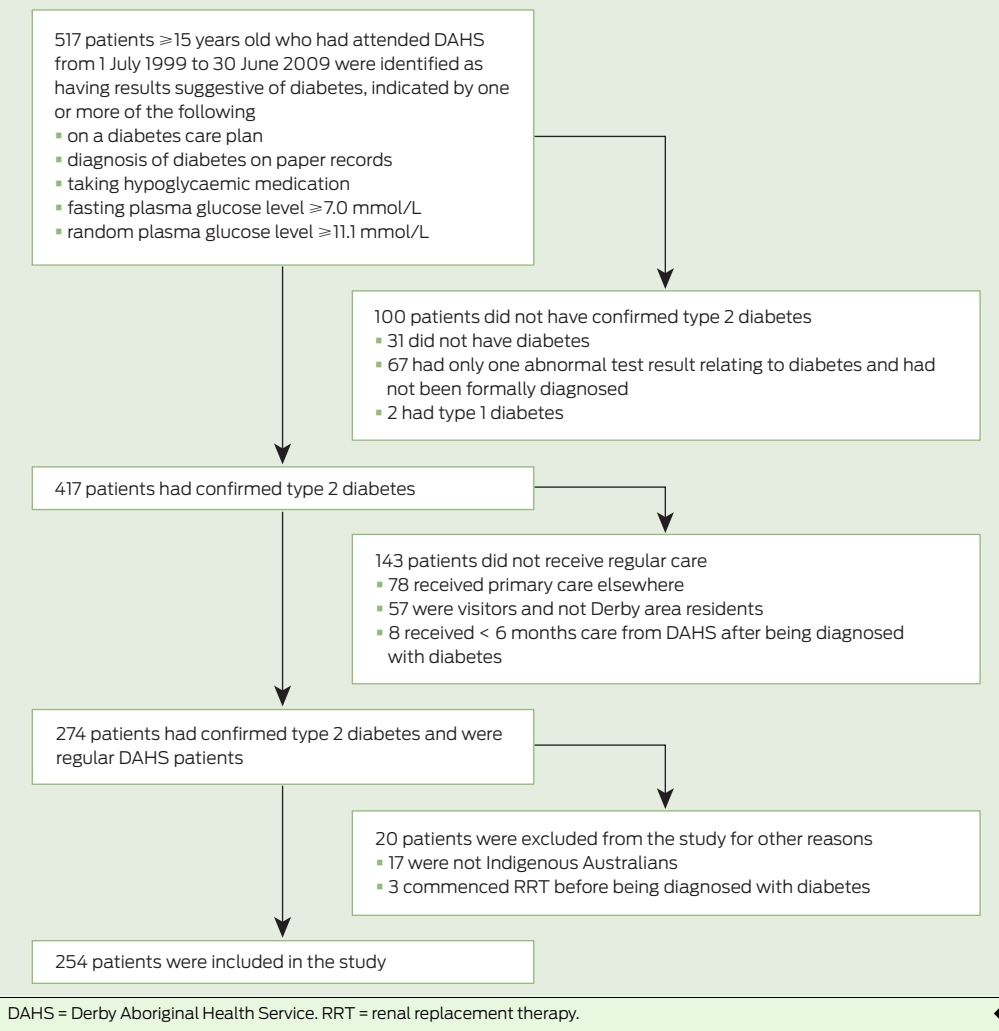 517 patients ⩾15 years old who had attended DAHS
from 1 July 1999 to 30 June 2009 were identified as
having results suggestive of diabetes, indicated by one
or more of the following
▪ on a diabetes care plan
▪ diagnosis of diabetes on paper records
▪ taking hypoglycaemic medication
▪ fasting plasma glucose level ⩾7.0 mmol/L
▪ random plasma glucose level ⩾11.1 mmol/L
100 patients did not have confirmed type 2 diabetes
▪ 31 did not have diabetes
▪ 67 had only one abnormal test result relating to diabetes and had
not been formally diagnosed
▪ 2 had type 1 diabetes
417 patients had confirmed type 2 diabetes
143 patients did not receive regular care
▪ 78 received primary care elsewhere
▪ 57 were visitors and not Derby area residents
▪ 8 received < 6 months care from DAHS after being diagnosed
with diabetes
274 patients had confirmed type 2 diabetes and were
regular DAHS patients
20 patients were excluded from the study for other reasons
▪ 17 were not Indigenous Australians
▪ 3 commenced RRT before being diagnosed with diabetes
254 patients were included in the study
DAHS = Derby Aboriginal Health Service. RRT = renal replacement therapy.